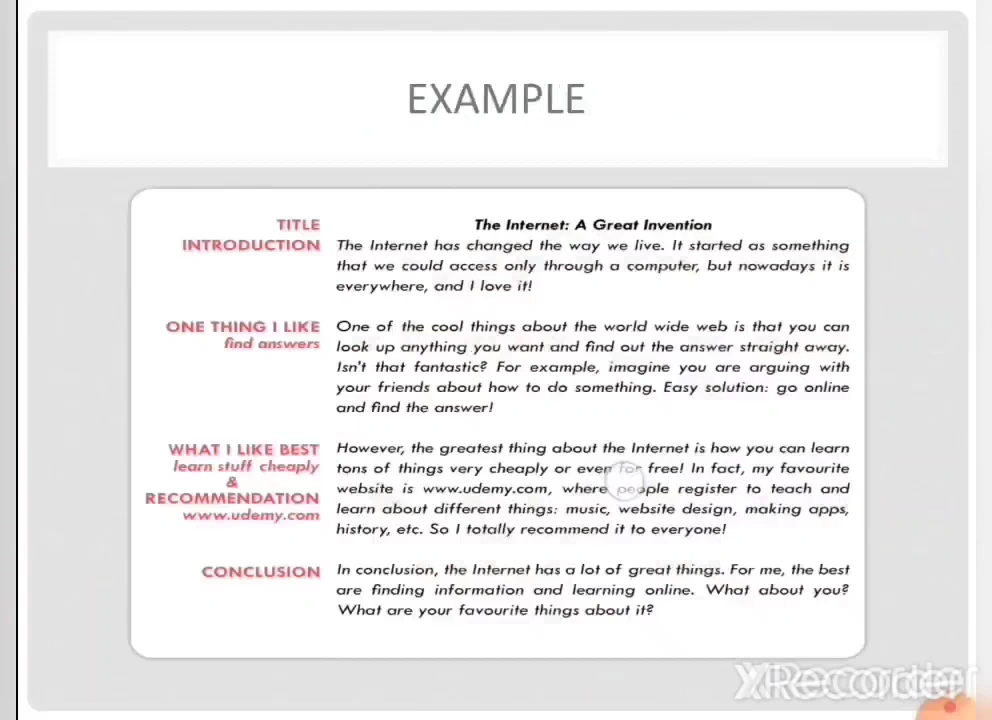 EXAMPLE
TITLE
The Internet: A Great Invention
INTRODUCTION
The Internet has changed the way we live. It started as something
that we could access only through a computer, but nowadays it is
everywhere, and I love it!
ONE THING I LIKE
find answers
One of the cool things about the world wide web is that you can
look up anything you want and find out the answer straight away.
Isn't that fantastic? For example, imagine you are arguing with
your friends about how to do something. Easy solution: go online
and find the answer!
WHAT I LIKE BEST
learn stuff cheaply
&
RECOMMENDATION
www.udemy.com
However, the greatest thing about the Internet is how you can learn
tons of things very cheaply or even for free! In fact, my favourite
website is www.udemy.com, where people register to teach and
learn about different things: music, website design, making apps,
history, etc. So I totally recommend it to everyone!
CONCLUSION
In conclusion, the Internet has a lot of great things. For me, the best
are finding information and learning online. What about you?
What are your favourite things about it?
XRecorder